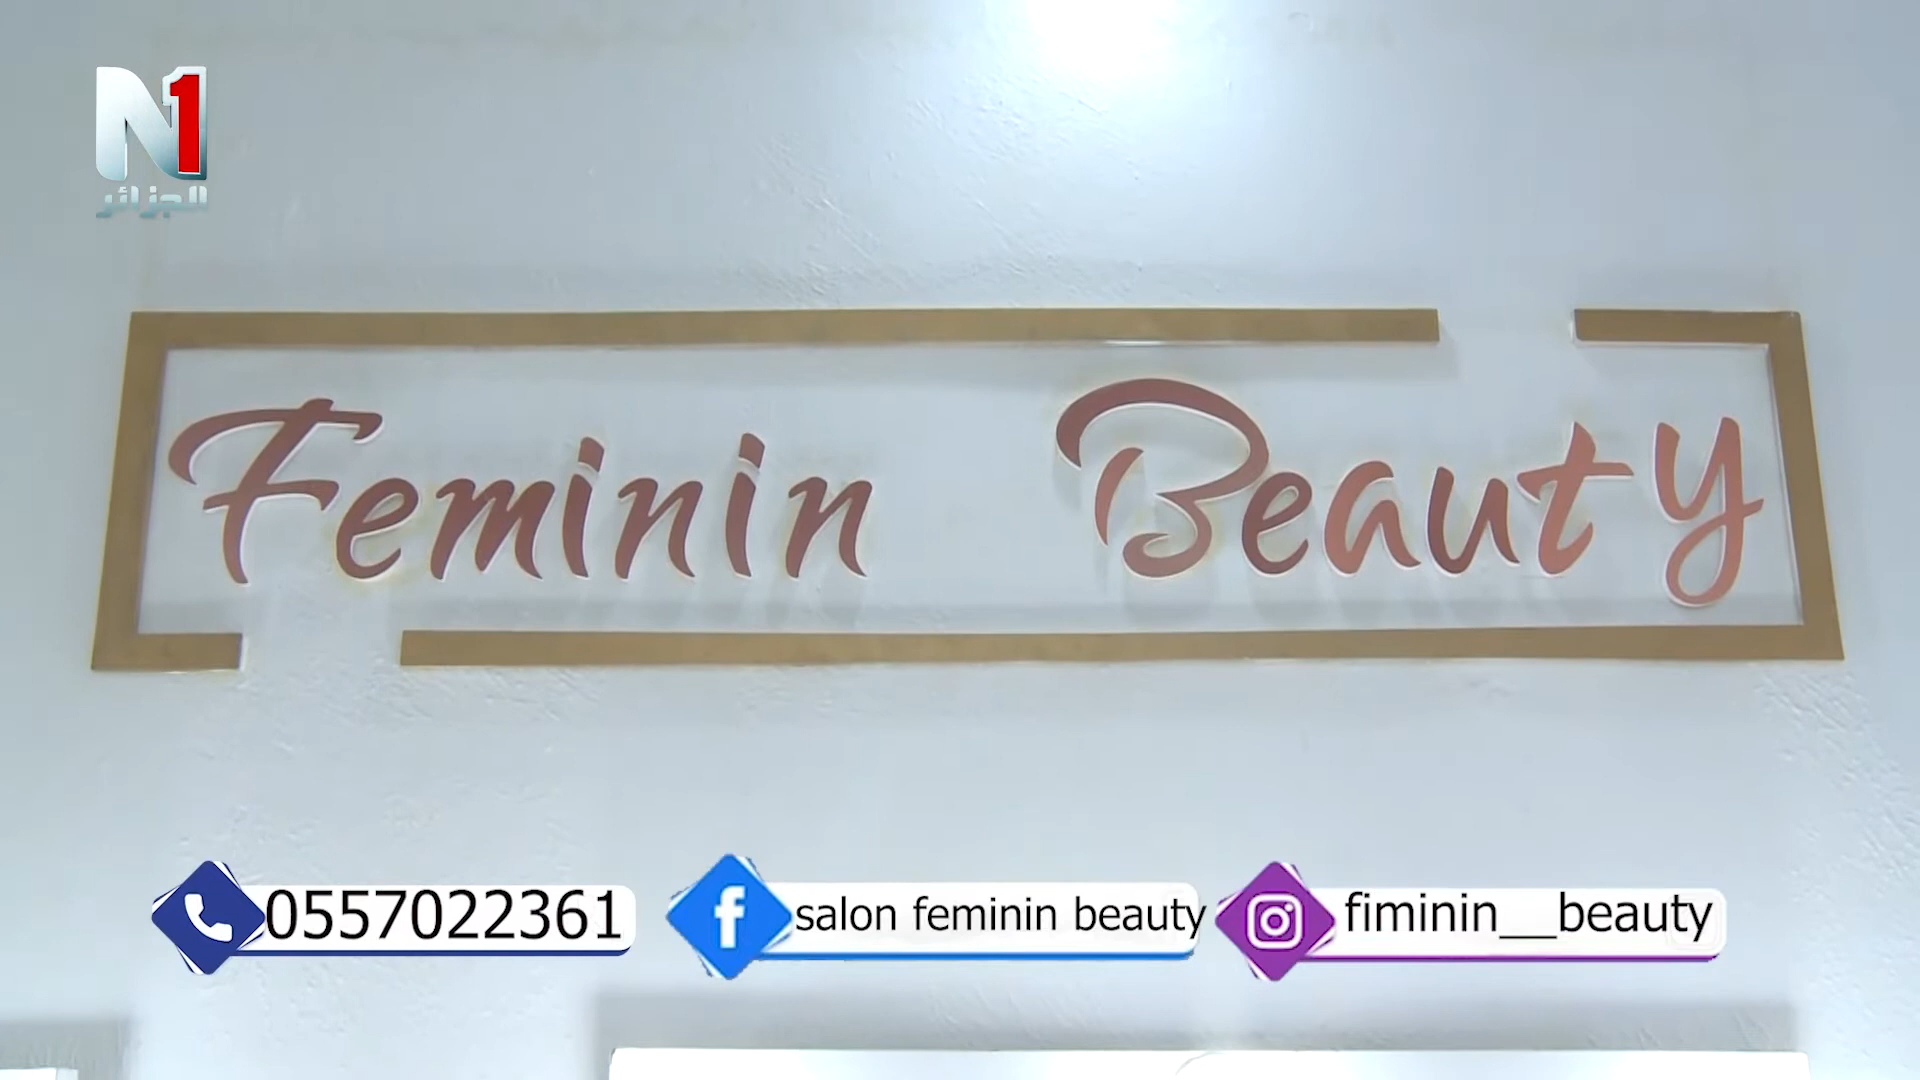 N1
الجزائر
Feminin Beauty
0557022361
salon feminin beauty
fiminin__beauty